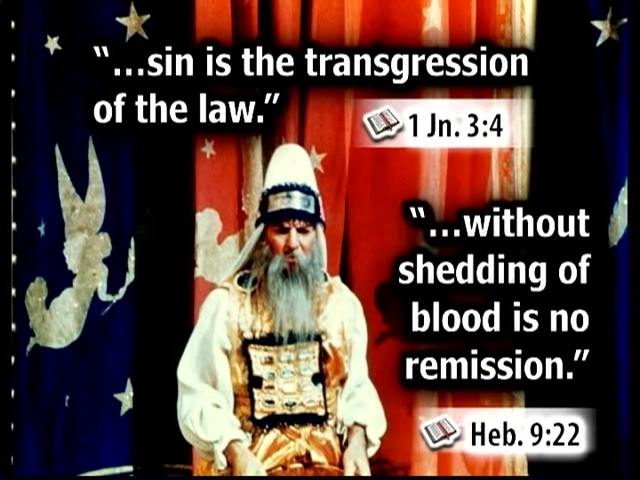 “...sin is the transgression
of the law.”
1 Jn. 3:4
“...without
shedding of
blood is no
remission.”
Heb. 9:22